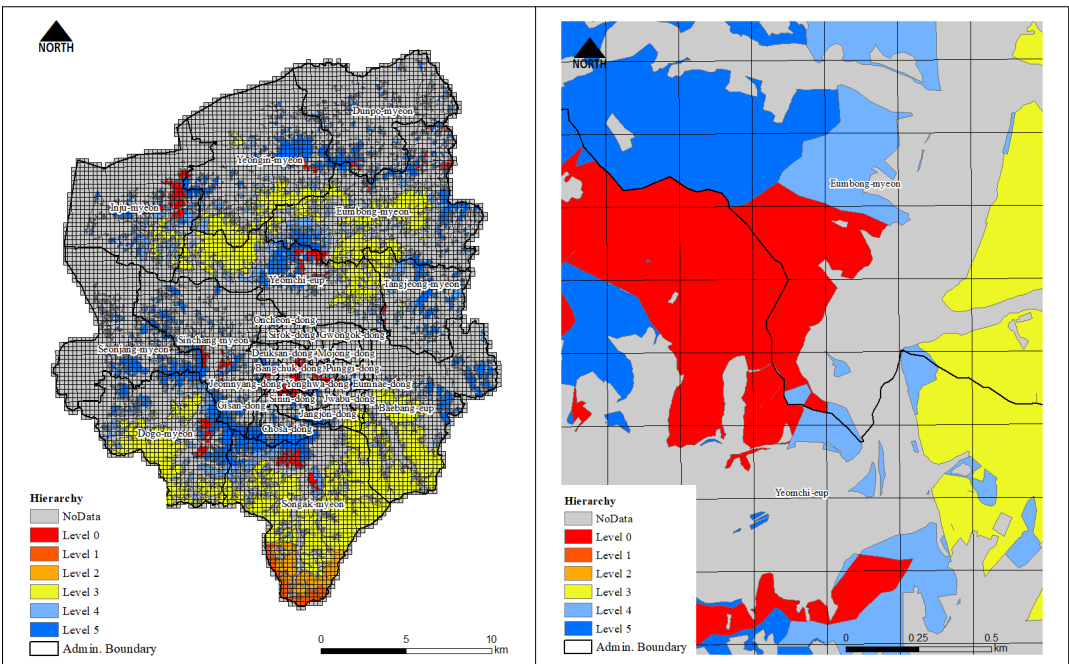 NORTH
Dunpo-myeon
Yeongin-myeon
Inju-myeon
Eumbong-myeon
Yeomchi-eup
Tangjeong-myeon
Oncheon-dong
Sirok-dong Gwongok-dong
Sinchang-myeon
Seonjang-myeon
Deuksan-dong Mojong-dong
Bangchuk-dong Punggi-dong
Jeomnyang-dong Yonghwa-dong Eumnae-dong
Sinin-dong Jwabu-dong
Gisan-dong
Jangjon-dong
Baebang-eup
Dogo-myeon
Chosa-dong
Songak-myeon
Hierarchy
NoData
Level 0
Level 1
Level 2
Level 3
Level 4
Level 5
Admin. Boundary
0 5 10
km
NORTH
Eumbong-myeon
Yeomchi-eup
Hierarchy
NoData
Level 0
Level 1
Level 2
Level 3
Level 4
Level 5
Admin. Boundary
0 0.25 0.5
km